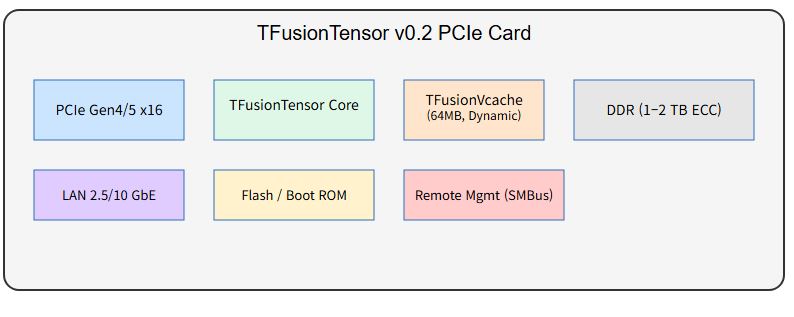 TFusionTensor v0.2 PCIe Card
PCIe Gen4/5 x16
TFusionTensor Core
TFusionVcache
(64MB, Dynamic)
DDR (1–2 TB ECC)
LAN 2.5/10 GbE
Flash / Boot ROM
Remote Mgmt (SMBus)